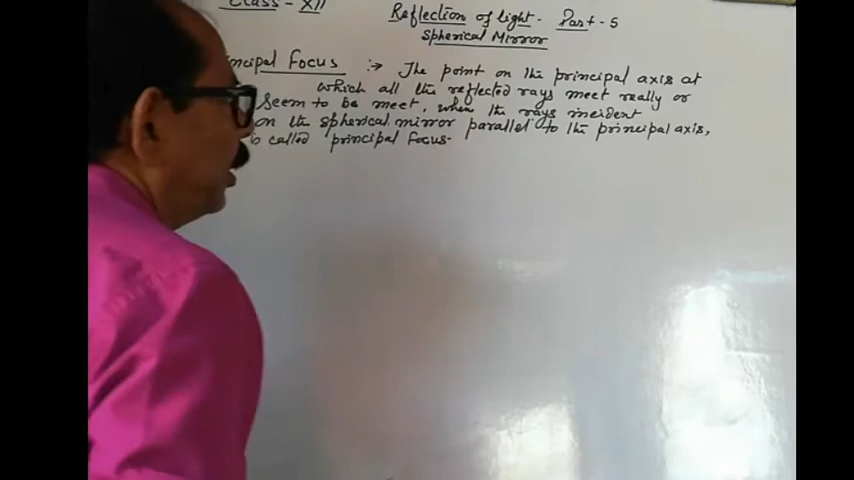 Class - XII
Reflection of light - Part - 5
Spherical Mirror
ncipal Focus :→ The point on the principal axis at
which all the reflected rays meet really or
Seem to be meet, when the rays incident
on the spherical mirror parallel to the principal axis,
is called principal focus.